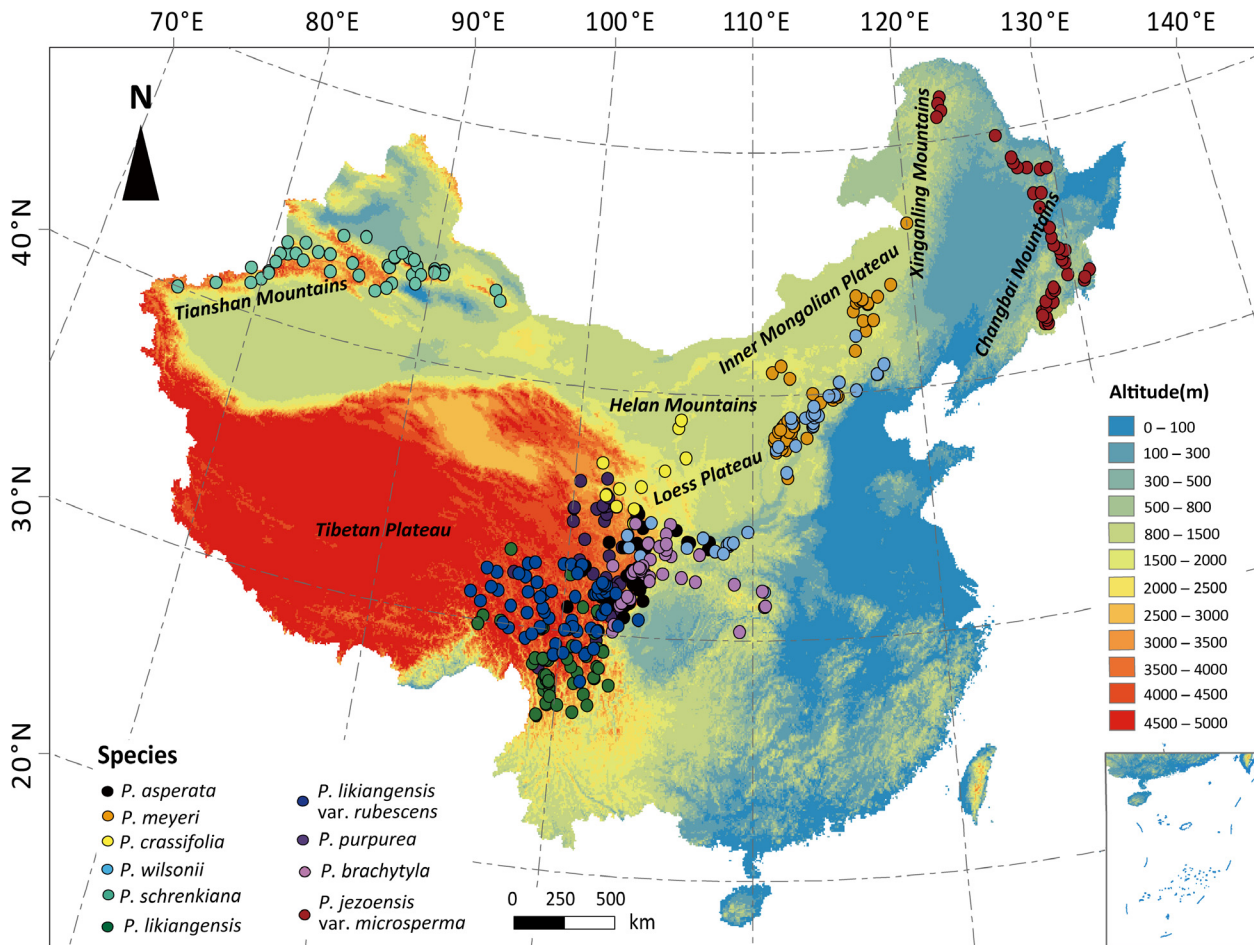 70°E 80°E 90°E 100°E 110°E 120°E 130°E 140°E
N
40°N
30°N
20°N
Xinganling Mountains
Changbai Mountains
Tianshan Mountains
Inner Mongolian Plateau
Helan Mountains
Loess Plateau
Tibetan Plateau
Altitude(m)
0 – 100
100 – 300
300 – 500
500 – 800
800 – 1500
1500 – 2000
2000 – 2500
2500 – 3000
3000 – 3500
3500 – 4000
4000 – 4500
4500 – 5000
Species
P. asperata
P. meyeri
P. crassifolia
P. wilsonii
P. schrenkiana
P. likiangensis
P. likiangensis
var. rubescens
P. purpurea
P. brachytyla
P. jezoensis
var. microsperma
0 250 500
km